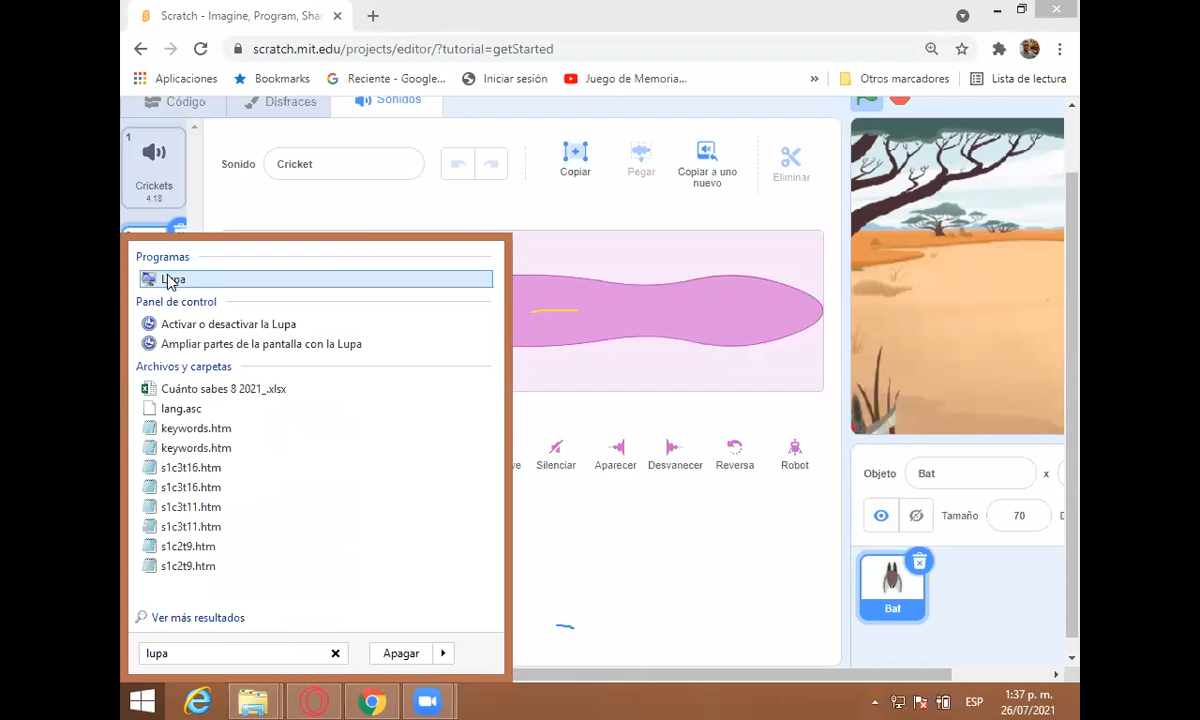 Scratch - Imagine, Program, Sha
scratch.mit.edu/projects/editor/?tutorial=getStarted
Aplicaciones
Bookmarks
Reciente - Google...
Iniciar sesión
Juego de Memoria...
»
Otros marcadores
Lista de lectura
Código
Disfraces
Sonidos
1
Crickets
4.18
Sonido
Cricket
Copiar
Pegar
Copiar a uno nuevo
Eliminar
Programas
Lupa
Panel de control
Activar o desactivar la Lupa
Ampliar partes de la pantalla con la Lupa
Archivos y carpetas
Cuánto sabes 8 2021_.xlsx
lang.asc
keywords.htm
keywords.htm
s1c3t16.htm
s1c3t16.htm
s1c3t11.htm
s1c3t11.htm
s1c2t9.htm
s1c2t9.htm
Ver más resultados
lupa
Apagar
ve
Silenciar
Aparecer
Desvanecer
Reversa
Robot
Objeto
Bat
x
Tamaño
70
D
Bat
ESP
1:37 p. m.
26/07/2021